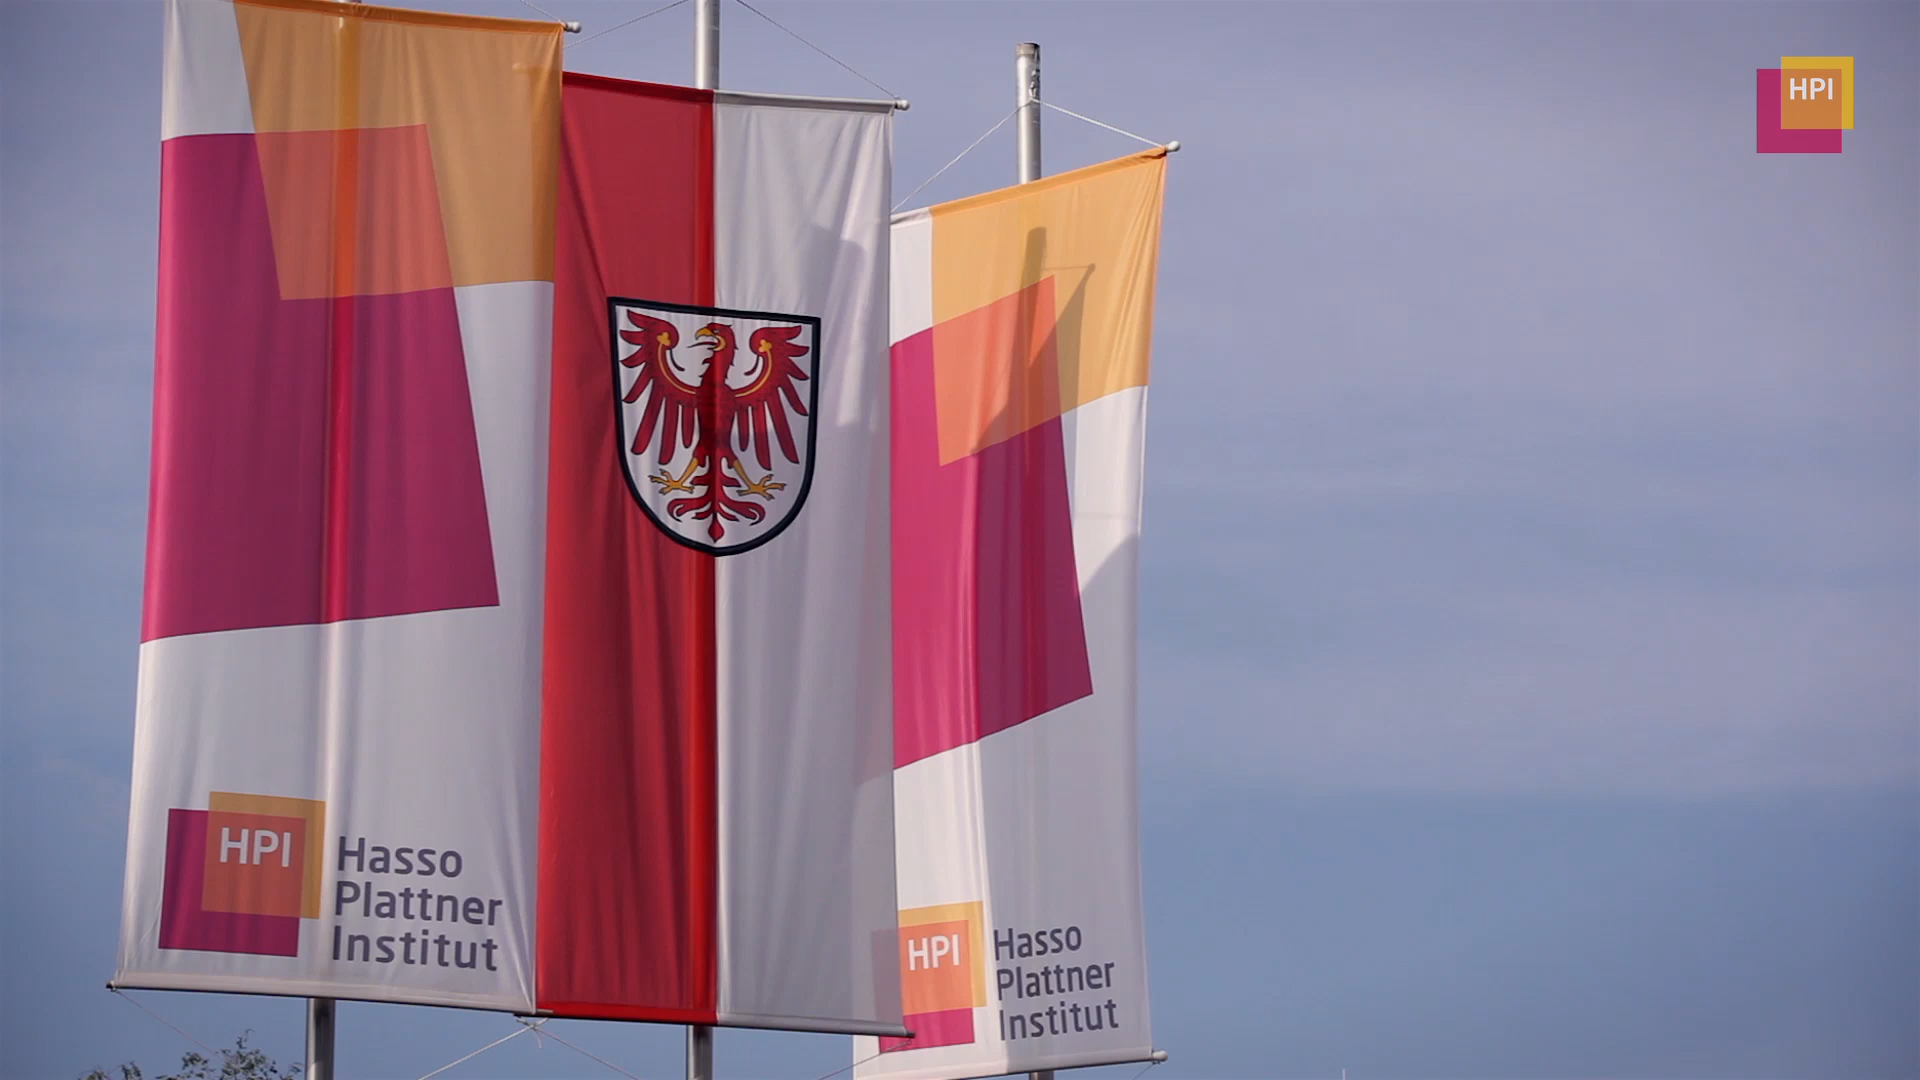 HPI
HPI
Hasso
Plattner
Institut
HPI
Hasso
Plattner
Institut